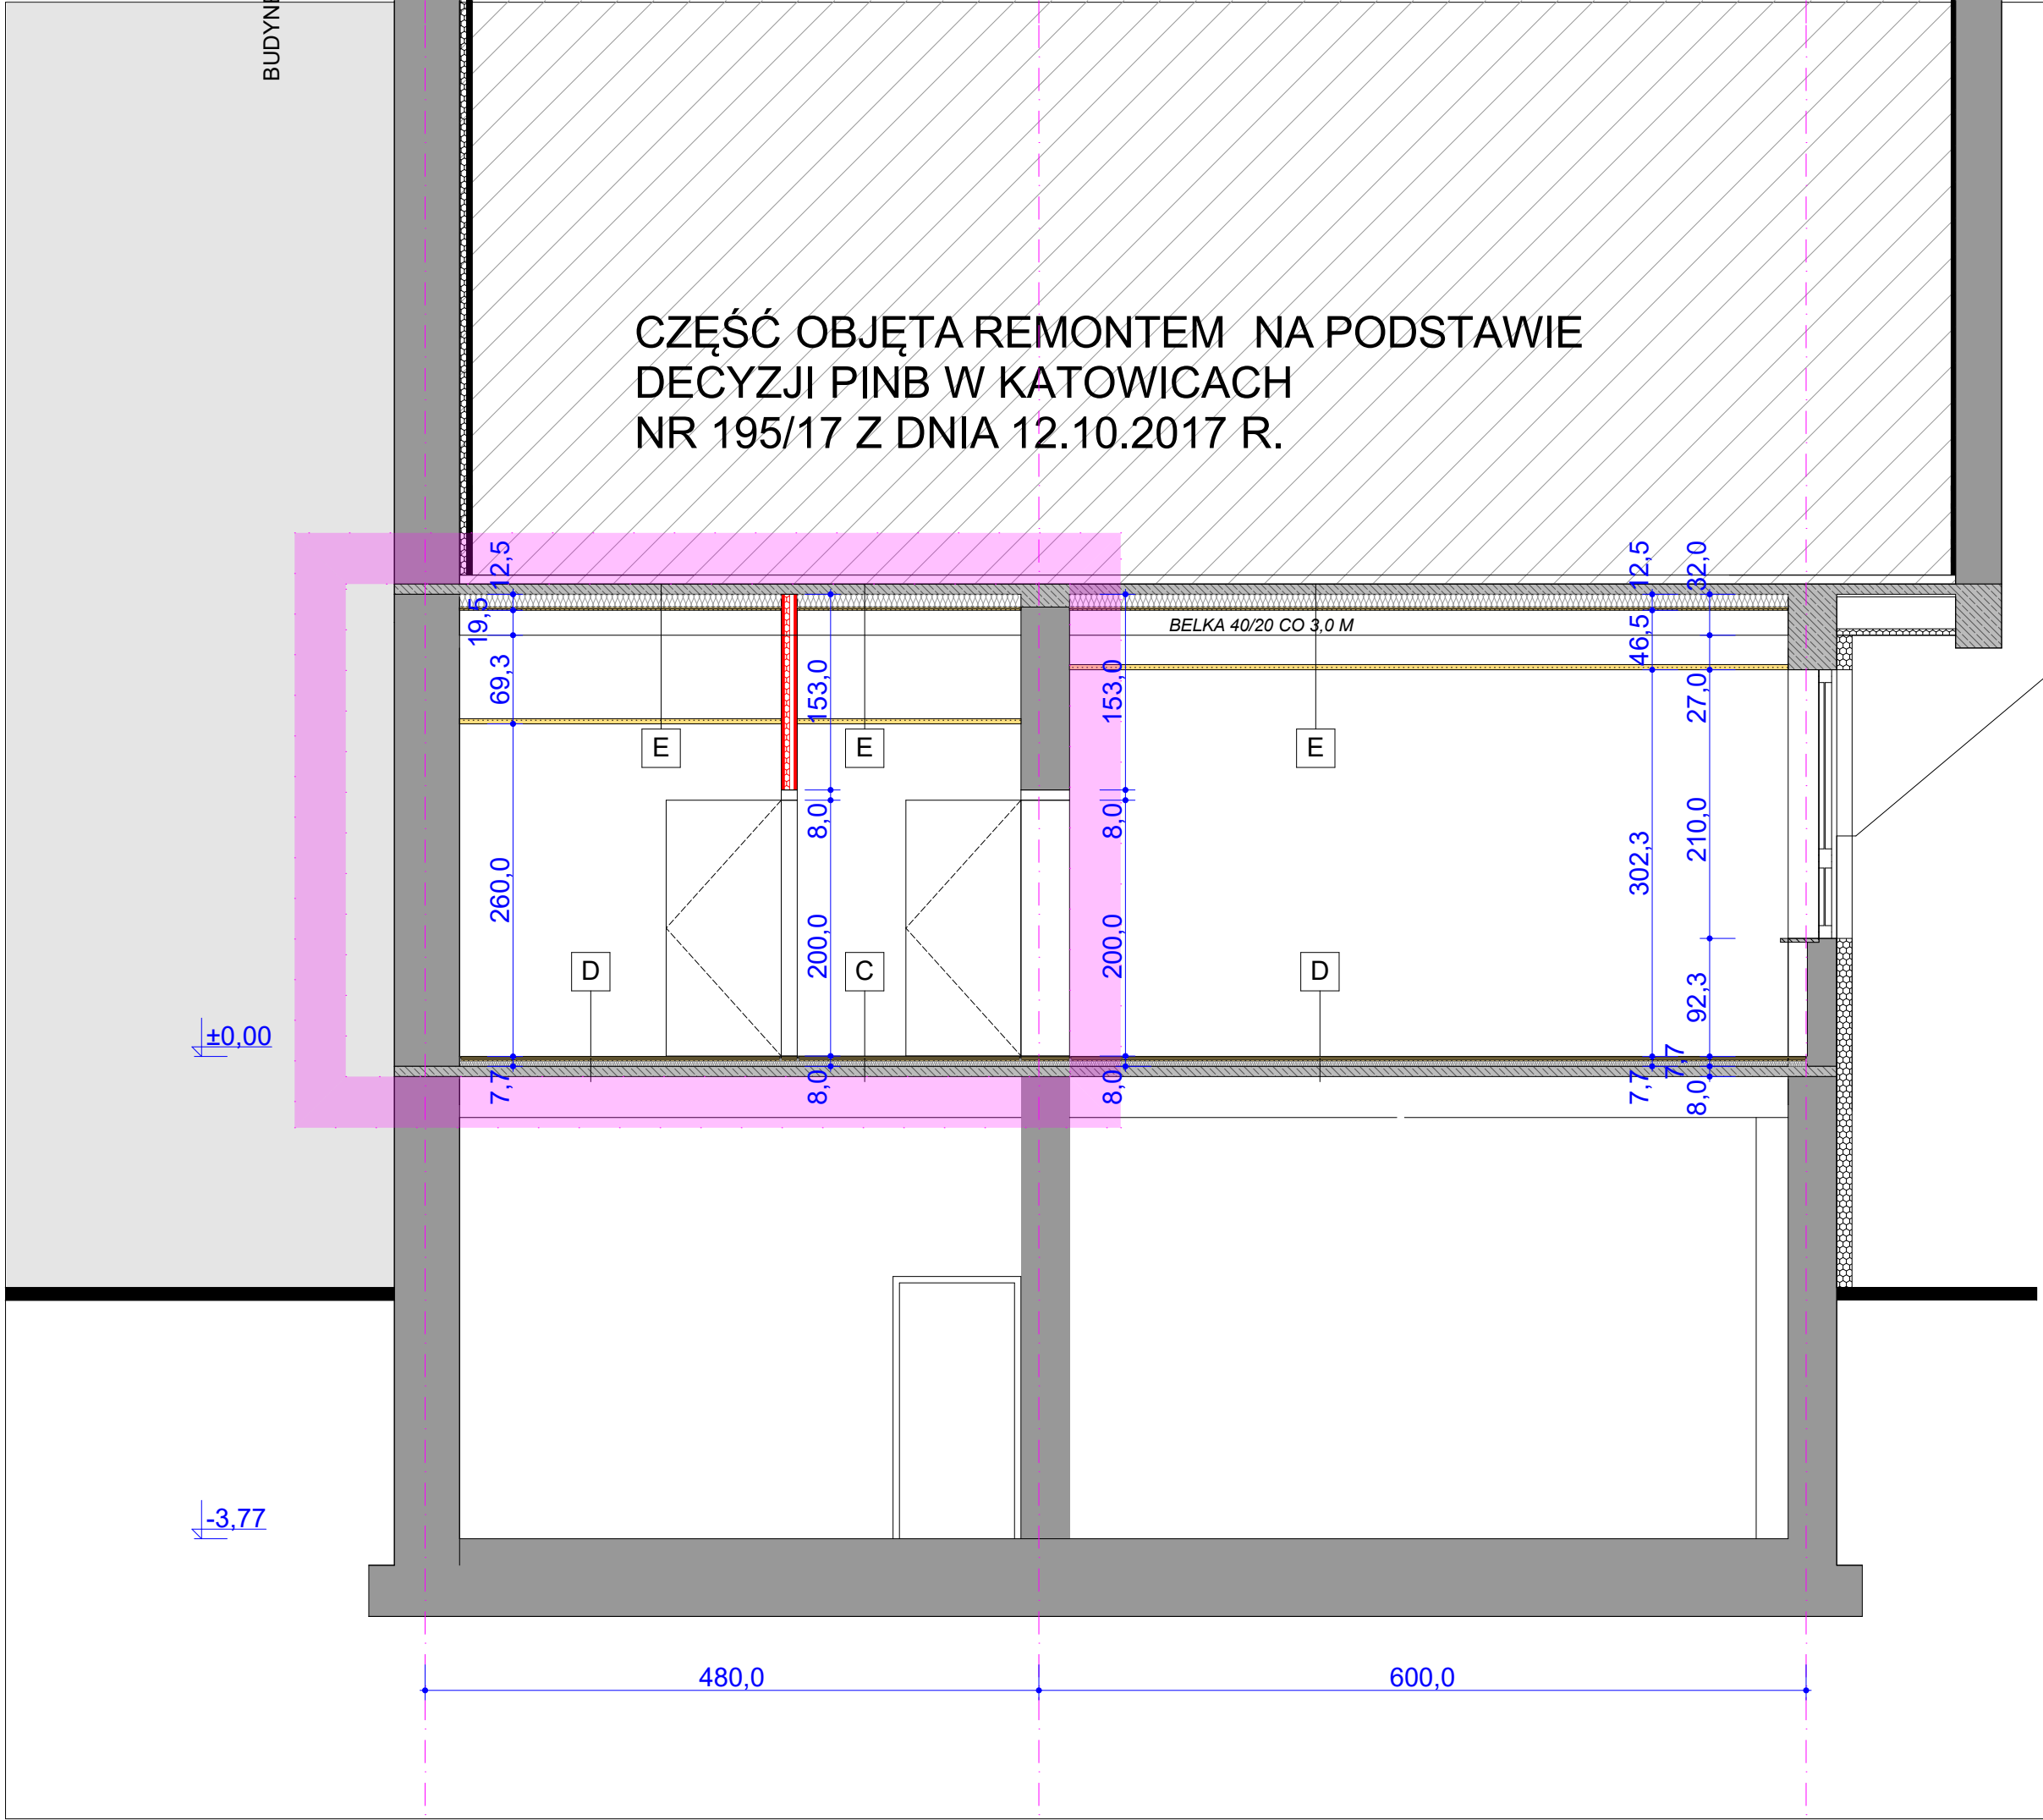 BUDYNE
CZĘŚĆ OBJĘTA REMONTEM NA PODSTAWIE
DECYZJI PINB W KATOWICACH
NR 195/17 Z DNIA 12.10.2017 R.
12,5
12,5
32,0
19,5
BELKA 40/20 CO 3,0 M
46,5
69,3
153,0
153,0
27,0
E
E
E
8,0
8,0
210,0
260,0
302,3
200,0
200,0
D
C
D
92,3
±0,00
7,7
8,0
8,0
7,7
7,7
8,0
-3,77
480,0
600,0